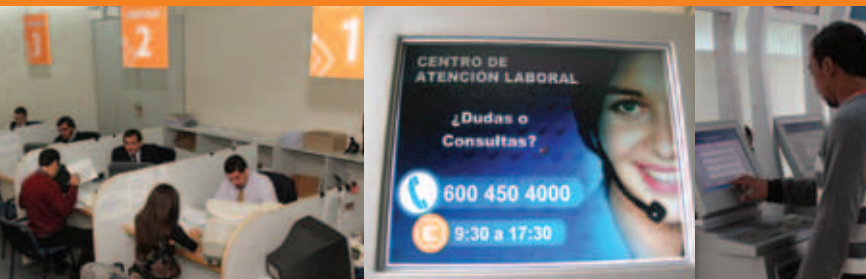 3
2
1
CENTRO DE
ATENCIÓN LABORAL
¿Dudas o
Consultas?
600 450 4000
9:30 a 17:30